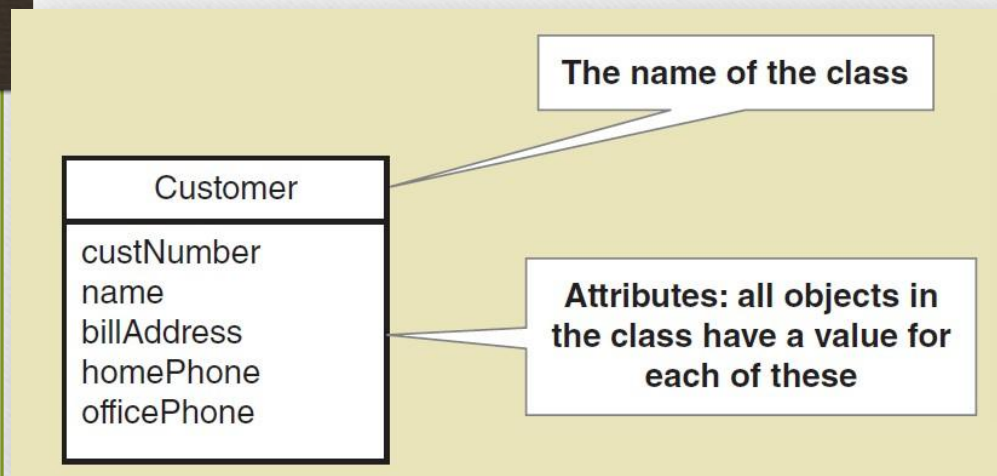 The name of the class
Customer
custNumber
name
billAddress
homePhone
officePhone
Attributes: all objects in
the class have a value for
each of these